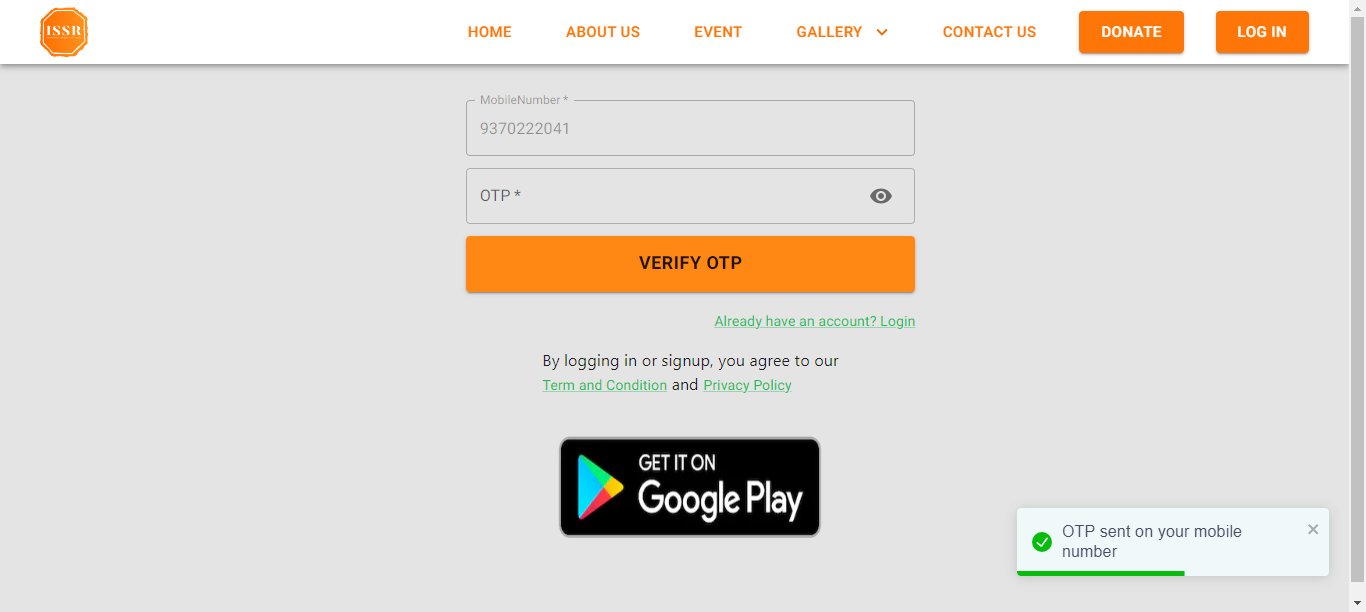 ISSR
HOME ABOUT US EVENT GALLERY CONTACT US DONATE LOG IN
MobileNumber *
9370222041
OTP *
VERIFY OTP
Already have an account? Login
By logging in or signup, you agree to our
Term and Condition and Privacy Policy
GET IT ON
Google Play
OTP sent on your mobile
number